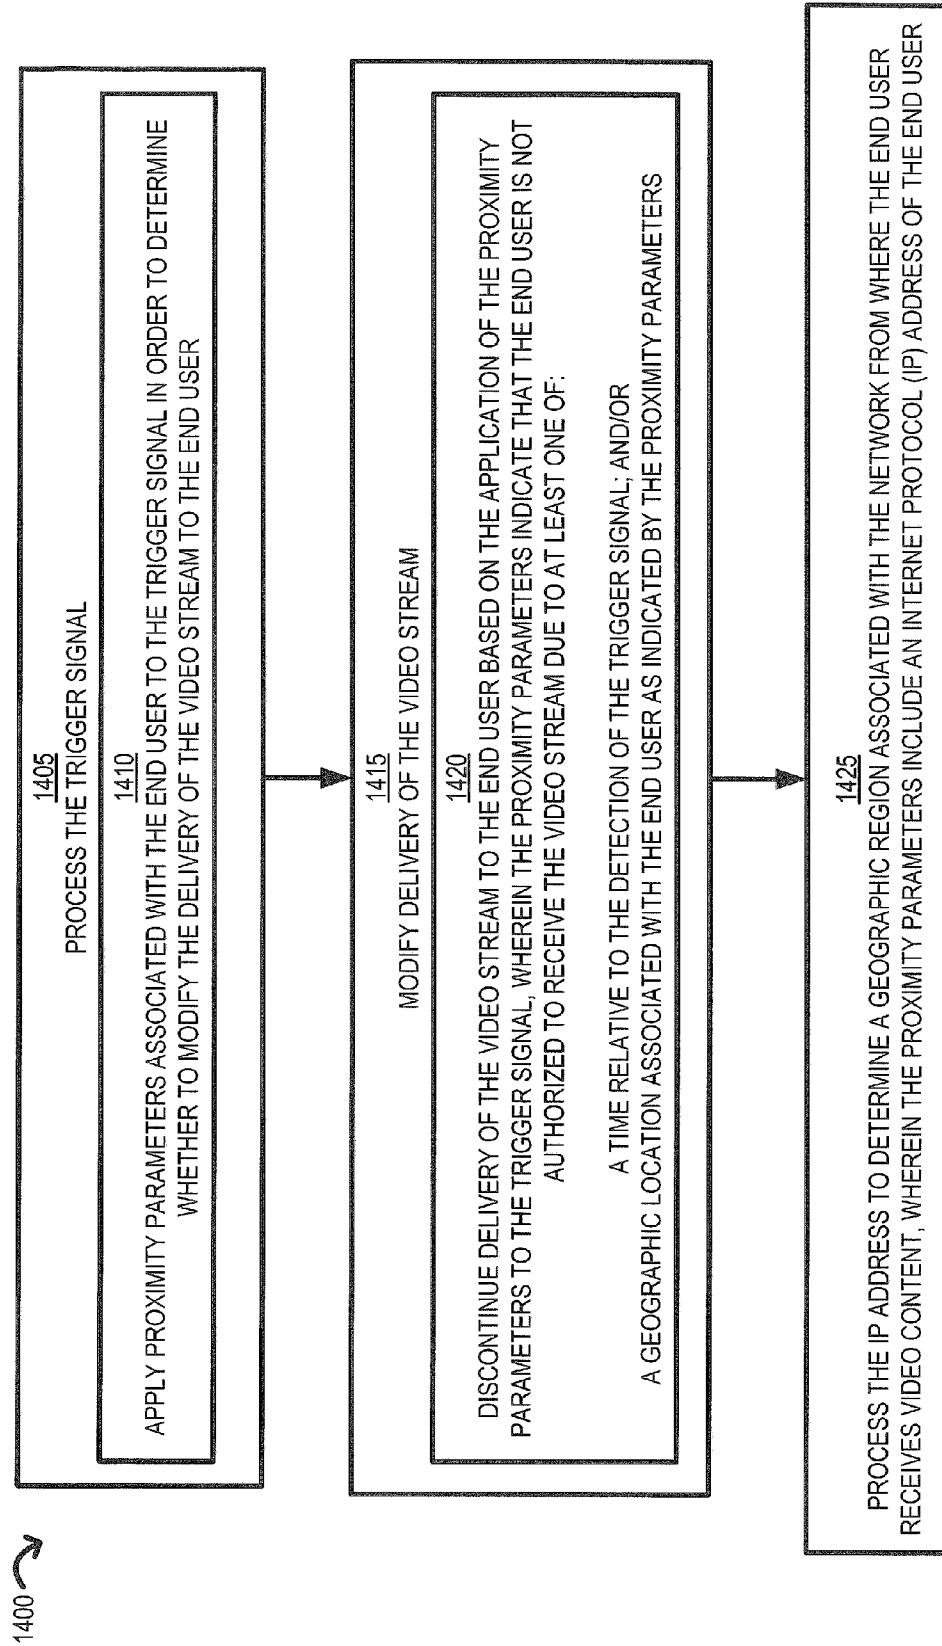 1400
1405
PROCESS THE TRIGGER SIGNAL
1410
APPLY PROXIMITY PARAMETERS ASSOCIATED WITH THE END USER TO THE TRIGGER SIGNAL IN ORDER TO DETERMINE
WHETHER TO MODIFY THE DELIVERY OF THE VIDEO STREAM TO THE END USER
1415
MODIFY DELIVERY OF THE VIDEO STREAM
1420
DISCONTINUE DELIVERY OF THE VIDEO STREAM TO THE END USER BASED ON THE APPLICATION OF THE PROXIMITY
PARAMETERS TO THE TRIGGER SIGNAL, WHEREIN THE PROXIMITY PARAMETERS INDICATE THAT THE END USER IS NOT
AUTHORIZED TO RECEIVE THE VIDEO STREAM DUE TO AT LEAST ONE OF:
A TIME RELATIVE TO THE DETECTION OF THE TRIGGER SIGNAL; AND/OR
A GEOGRAPHIC LOCATION ASSOCIATED WITH THE END USER AS INDICATED BY THE PROXIMITY PARAMETERS
1425
PROCESS THE IP ADDRESS TO DETERMINE A GEOGRAPHIC REGION ASSOCIATED WITH THE NETWORK FROM WHERE THE END USER
RECEIVES VIDEO CONTENT, WHEREIN THE PROXIMITY PARAMETERS INCLUDE AN INTERNET PROTOCOL (IP) ADDRESS OF THE END USER